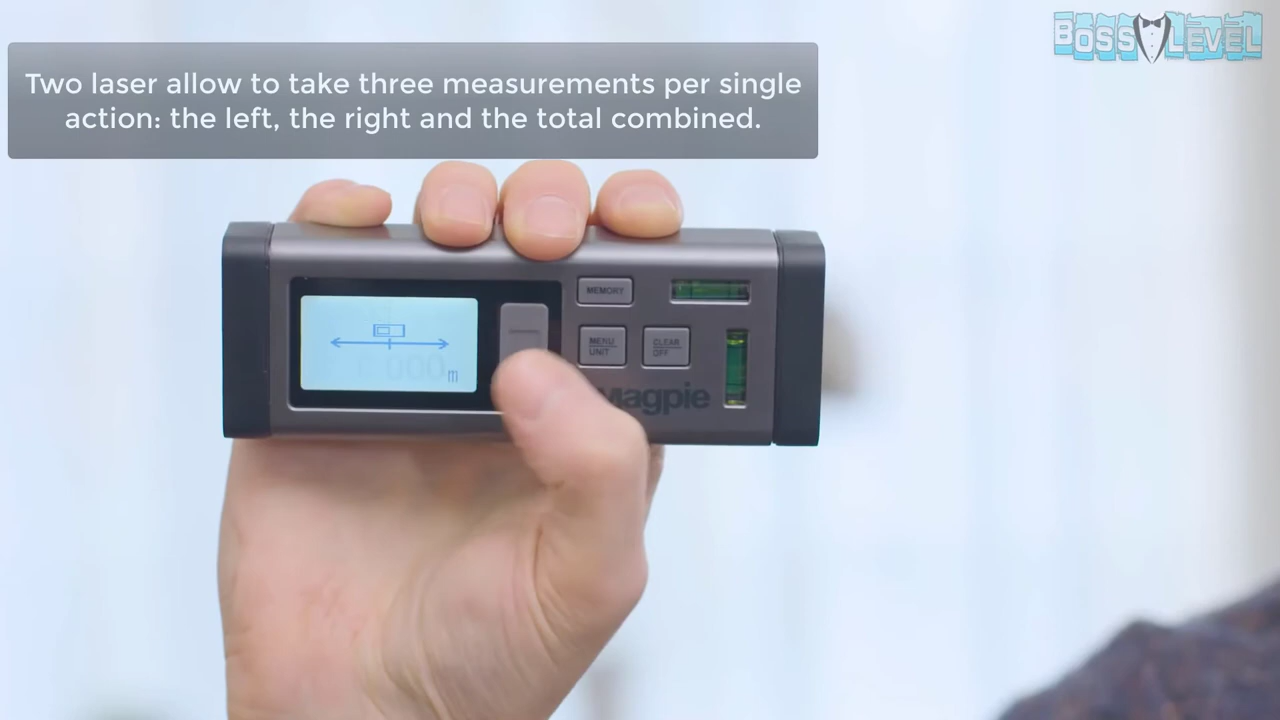 BOSS LEVEL
Two laser allow to take three measurements per single
action: the left, the right and the total combined.
MEMORY
MENU
UNIT
CLEAR
OFF
m
Magpie